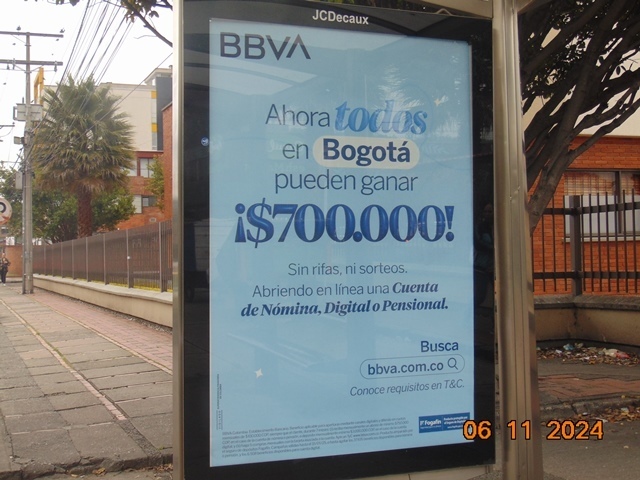 JCDecaux
BBVA
Ahora todos
en Bogotá
pueden ganar
¡$700.000!
Sin rifas, ni sorteos.
Abriendo en línea una Cuenta
de Nómina, Digital o Pensional.
Busca
bbva.com.co
Conoce requisitos en T&C.
Fogafín
06 11 2024